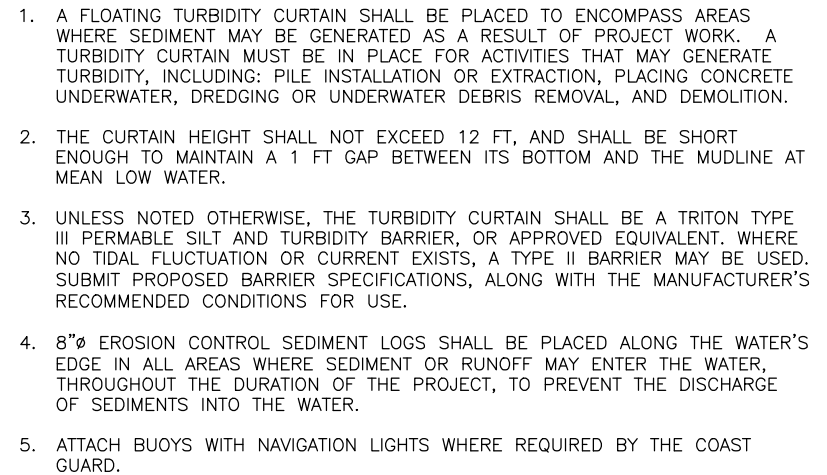 1. A FLOATING TURBIDITY CURTAIN SHALL BE PLACED TO ENCOMPASS AREAS
WHERE SEDIMENT MAY BE GENERATED AS A RESULT OF PROJECT WORK. A
TURBIDITY CURTAIN MUST BE IN PLACE FOR ACTIVITIES THAT MAY GENERATE
TURBIDITY, INCLUDING: PILE INSTALLATION OR EXTRACTION, PLACING CONCRETE
UNDERWATER, DREDGING OR UNDERWATER DEBRIS REMOVAL, AND DEMOLITION.
2. THE CURTAIN HEIGHT SHALL NOT EXCEED 12 FT, AND SHALL BE SHORT
ENOUGH TO MAINTAIN A 1 FT GAP BETWEEN ITS BOTTOM AND THE MUDLINE AT
MEAN LOW WATER.
3. UNLESS NOTED OTHERWISE, THE TURBIDITY CURTAIN SHALL BE A TRITON TYPE
III PERMABLE SILT AND TURBIDITY BARRIER, OR APPROVED EQUIVALENT. WHERE
NO TIDAL FLUCTUATION OR CURRENT EXISTS, A TYPE II BARRIER MAY BE USED.
SUBMIT PROPOSED BARRIER SPECIFICATIONS, ALONG WITH THE MANUFACTURER'S
RECOMMENDED CONDITIONS FOR USE.
4. 8"ø EROSION CONTROL SEDIMENT LOGS SHALL BE PLACED ALONG THE WATER'S
EDGE IN ALL AREAS WHERE SEDIMENT OR RUNOFF MAY ENTER THE WATER,
THROUGHOUT THE DURATION OF THE PROJECT, TO PREVENT THE DISCHARGE
OF SEDIMENTS INTO THE WATER.
5. ATTACH BUOYS WITH NAVIGATION LIGHTS WHERE REQUIRED BY THE COAST
GUARD.